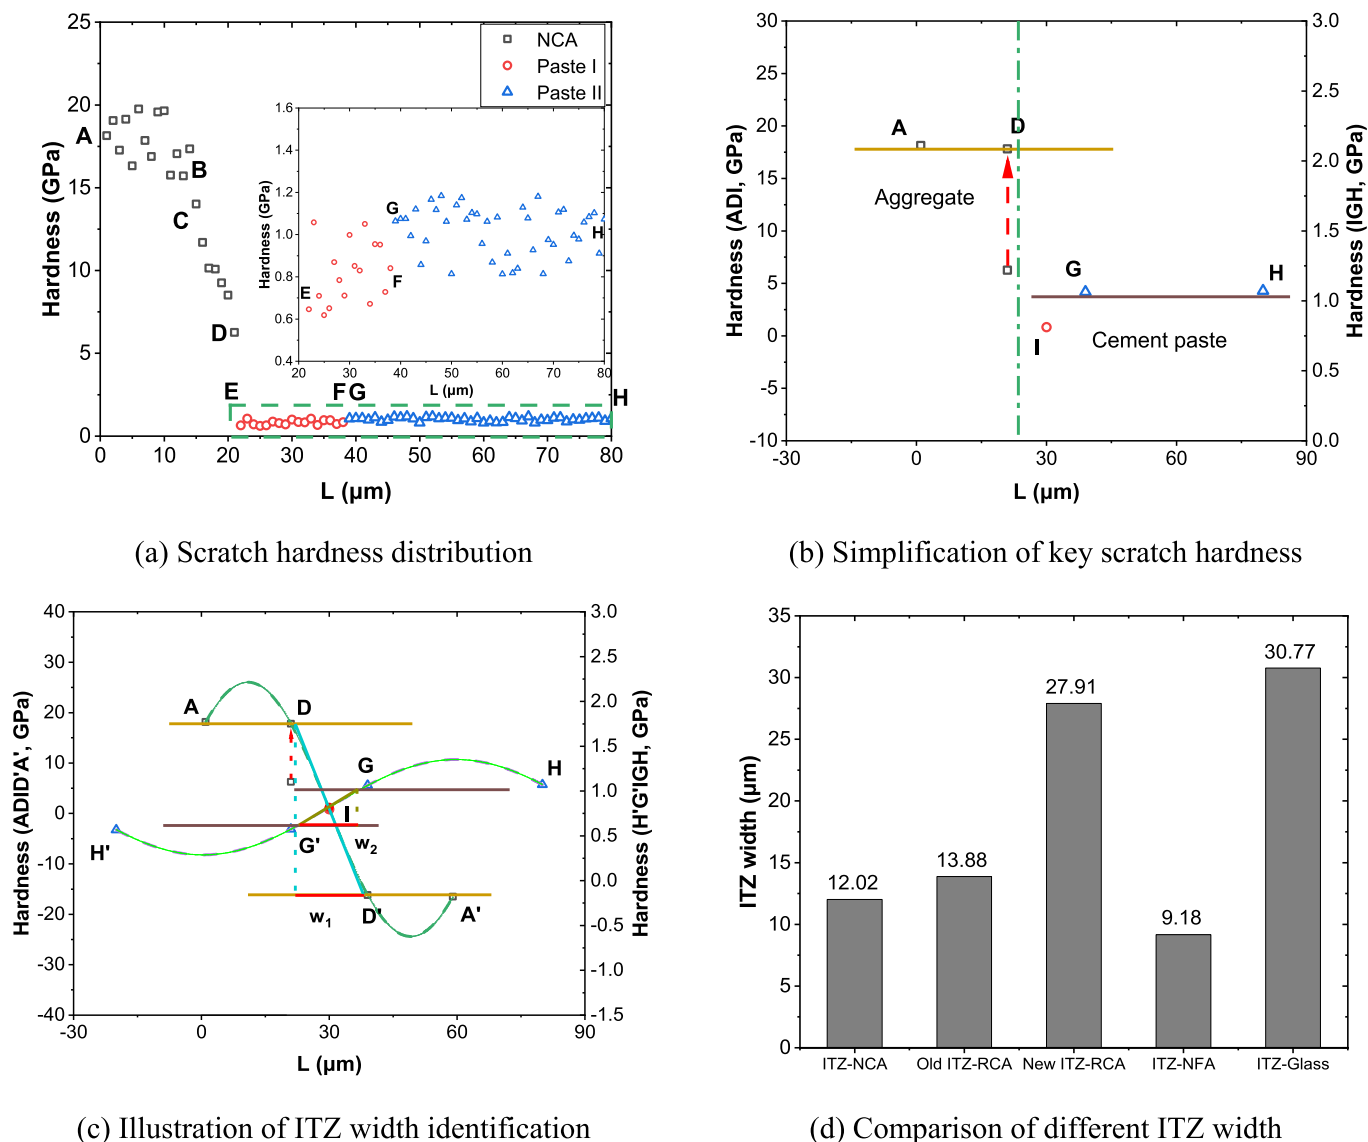 25
20
15
10
5
0
Hardness (GPa)
A
B
C
D
E
F G
H
NCA
Paste I
Paste II
1.6
1.4
1.2
1.0
0.8
0.6
0.4
Hardness (GPa)
G
H
E
F
20 30 40 50 60 70 80
L (µm)
0 10 20 30 40 50 60 70 80
L (µm)
(a) Scratch hardness distribution
30
25
20
15
10
5
0
-5
-10
Hardness (ADI, GPa)
3.0
2.5
2.0
1.5
1.0
0.5
0.0
Hardness (IGH, GPa)
A
D
Aggregate
G
H
I
Cement paste
-30 0 30 60 90
L (µm)
(b) Simplification of key scratch hardness
40
30
20
10
0
-10
-20
-30
-40
Hardness (ADID'A', GPa)
3.0
2.5
2.0
1.5
1.0
0.5
0.0
-0.5
-1.0
-1.5
Hardness (H'G'IGH, GPa)
A
D
G
H
I
H'
G'
w2
w1
D'
A'
-30 0 30 60 90
L (µm)
(c) Illustration of ITZ width identification
35
30
25
20
15
10
5
0
ITZ width (µm)
12.02
13.88
27.91
9.18
30.77
ITZ-NCA Old ITZ-RCA New ITZ-RCA ITZ-NFA ITZ-Glass
(d) Comparison of different ITZ width